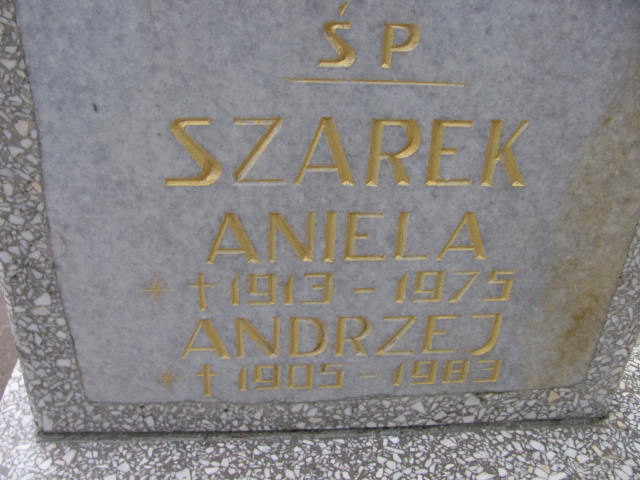 ŚP
SZAREK
ANIELA
* † 1913 - 1975
ANDRZEJ
* † 1905 - 1983